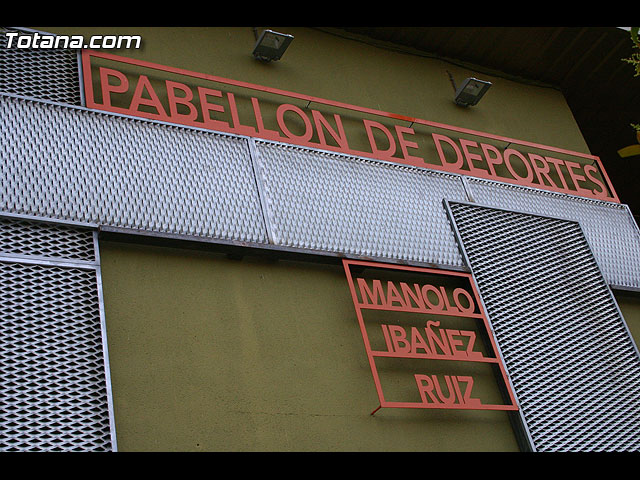 Totana.com
PABELLON DE DEPORTES
MANOLO
IBAÑEZ
RUIZ